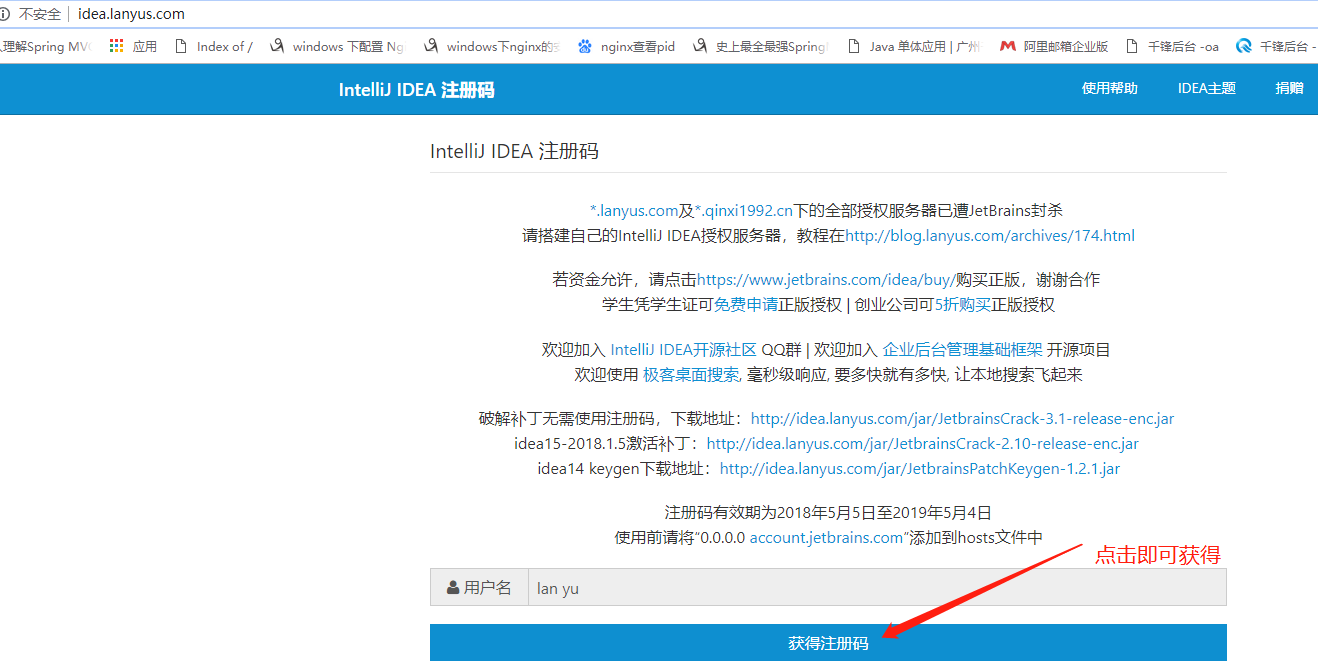 不安全 idea.lanyus.com
理解Spring MV 应用 Index of / windows 下配置 Ng windows下nginx的 nginx查看pid 史上最全最强Spring Java 单体应用 | 广州 阿里邮箱企业版 千锋后台 -oa 千锋后台 -
IntelliJ IDEA 注册码 使用帮助 IDEA主题 捐赠
IntelliJ IDEA 注册码
*.lanyus.com及*.qinxi1992.cn下的全部授权服务器已遭JetBrains封杀
请搭建自己的IntelliJ IDEA授权服务器，教程在http://blog.lanyus.com/archives/174.html
若资金允许，请点击https://www.jetbrains.com/idea/buy/购买正版，谢谢合作
学生凭学生证可免费申请正版授权 | 创业公司可5折购买正版授权
欢迎加入 IntelliJ IDEA开源社区 QQ群 | 欢迎加入 企业后台管理基础框架 开源项目
欢迎使用 极客桌面搜索, 毫秒级响应, 要多快就有多快, 让本地搜索飞起来
破解补丁无需使用注册码，下载地址：http://idea.lanyus.com/jar/JetbrainsCrack-3.1-release-enc.jar
idea15-2018.1.5激活补丁：http://idea.lanyus.com/jar/JetbrainsCrack-2.10-release-enc.jar
idea14 keygen下载地址：http://idea.lanyus.com/jar/JetbrainsPatchKeygen-1.2.1.jar
注册码有效期为2018年5月5日至2019年5月4日
使用前请将"0.0.0.0 account.jetbrains.com"添加到hosts文件中
点击即可获得
用户名 lan yu
获得注册码